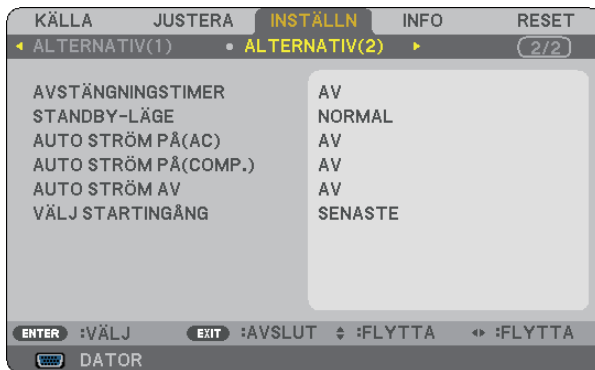 KÄLLA JUSTERA INSTÄLLN INFO RESET
ALTERNATIV(1) • ALTERNATIV(2) 2/2
AVSTÄNGNINGSTIMER AV
STANDBY-LÄGE NORMAL
AUTO STRÖM PÅ(AC) AV
AUTO STRÖM PÅ(COMP.) AV
AUTO STRÖM AV AV
VÄLJ STARTINGÅNG SENASTE
ENTER :VÄLJ EXIT :AVSLUT :FLYTTA :FLYTTA
DATOR